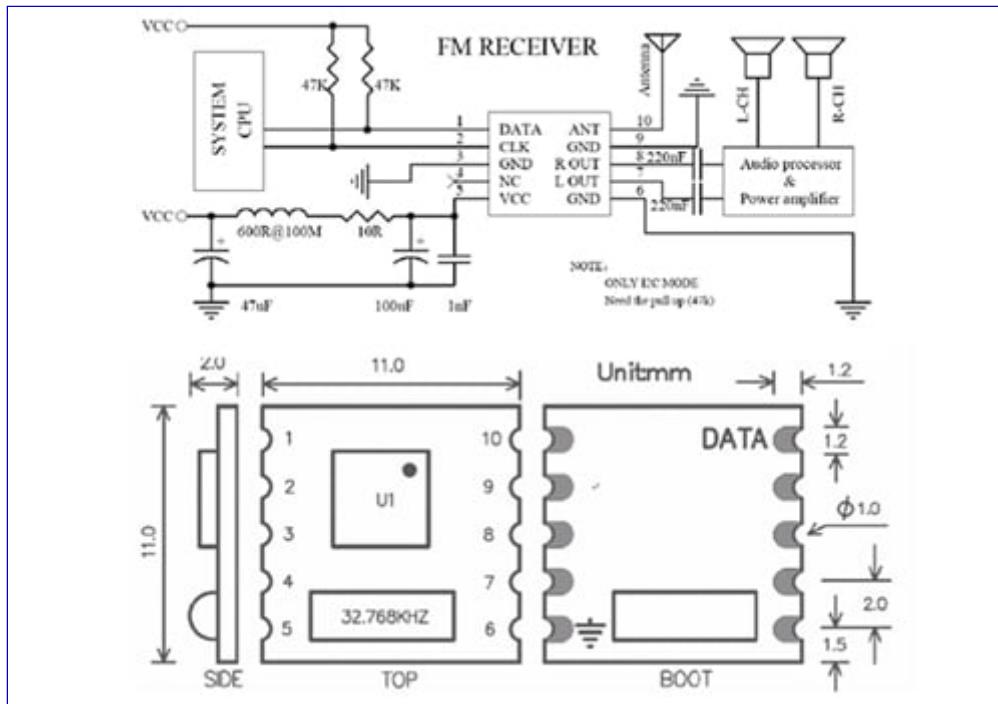 VCC
FM RECEIVER
Antenna
L-CH
R-CH
47K
47K
SYSTEM CPU
1 DATA ANT 10
2 CLK GND 9
3 GND R OUT 8
4 NC L OUT 7
5 VCC GND 6
220nF
220nF
Audio processor
&
Power amplifier
VCC
600R@100M
10R
+
+
47uF
100uF
1nF
NOTE:
ONLY I2C MODE
Need the pull up (47k)
2.0
11.0
Unit:mm
1.2
11.0
1
2
3
4
5
10
9
8
7
6
U1
32.768KHZ
DATA
1.2
ϕ1.0
2.0
1.5
SIDE
TOP
BOOT